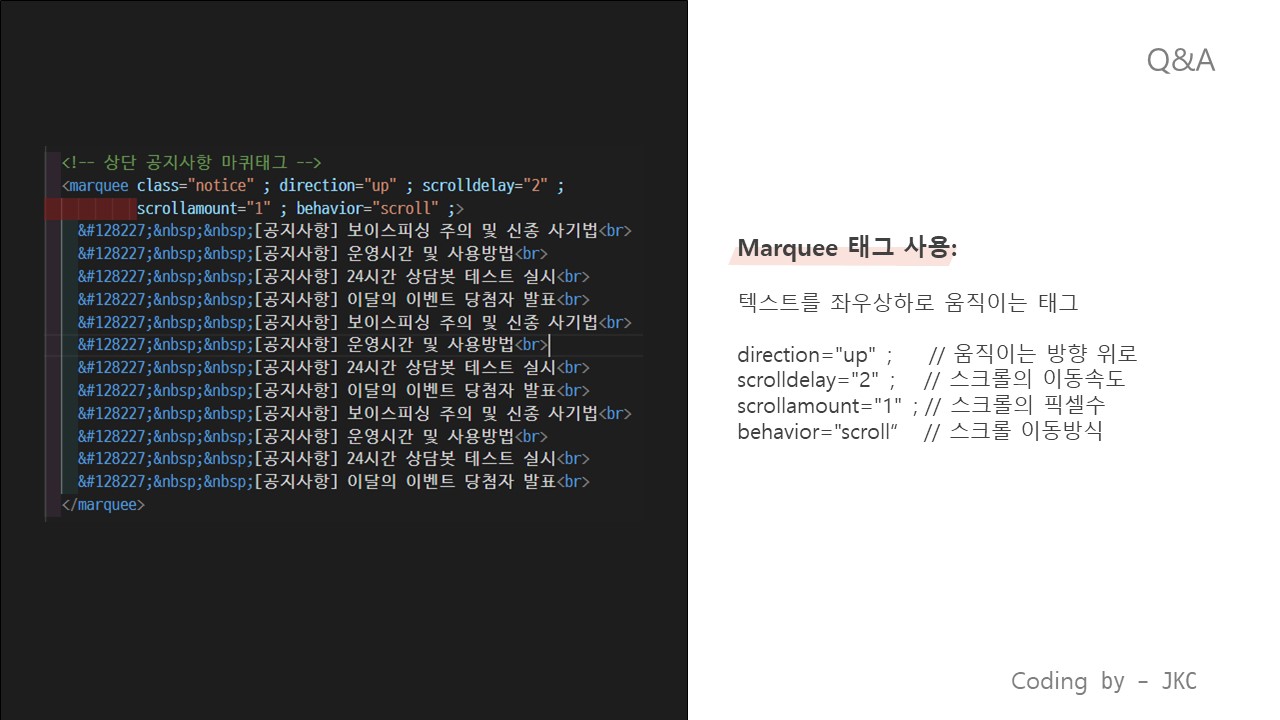 <!-- 상단 공지사항 마퀴태그 -->
<marquee class="notice" ; direction="up" ; scrolldelay="2" ;
scrollamount="1" ; behavior="scroll" ;>
&#128227;&nbsp;&nbsp;[공지사항] 보이스피싱 주의 및 신종 사기법<br>
&#128227;&nbsp;&nbsp;[공지사항] 운영시간 및 사용방법<br>
&#128227;&nbsp;&nbsp;[공지사항] 24시간 상담봇 테스트 실시<br>
&#128227;&nbsp;&nbsp;[공지사항] 이달의 이벤트 당첨자 발표<br>
&#128227;&nbsp;&nbsp;[공지사항] 보이스피싱 주의 및 신종 사기법<br>
&#128227;&nbsp;&nbsp;[공지사항] 운영시간 및 사용방법<br>
&#128227;&nbsp;&nbsp;[공지사항] 24시간 상담봇 테스트 실시<br>
&#128227;&nbsp;&nbsp;[공지사항] 이달의 이벤트 당첨자 발표<br>
&#128227;&nbsp;&nbsp;[공지사항] 보이스피싱 주의 및 신종 사기법<br>
&#128227;&nbsp;&nbsp;[공지사항] 운영시간 및 사용방법<br>
&#128227;&nbsp;&nbsp;[공지사항] 24시간 상담봇 테스트 실시<br>
&#128227;&nbsp;&nbsp;[공지사항] 이달의 이벤트 당첨자 발표<br>
</marquee>
Q&A
Marquee 태그 사용:
텍스트를 좌우상하로 움직이는 태그
direction="up" ; // 움직이는 방향 위로
scrolldelay="2" ; // 스크롤의 이동속도
scrollamount="1" ; // 스크롤의 픽셀수
behavior="scroll“ // 스크롤 이동방식
Coding by – JKC